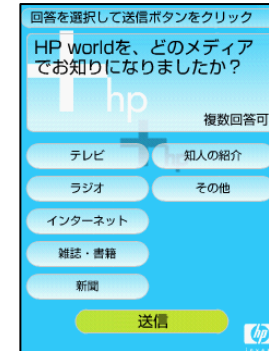 回答を選択して送信ボタンをクリック
HP worldを、どのメディア
でお知りになりましたか？
hp
複数回答可
テレビ
知人の紹介
hp
ラジオ
その他
インターネット
雑誌・書籍
新聞
送信
hp